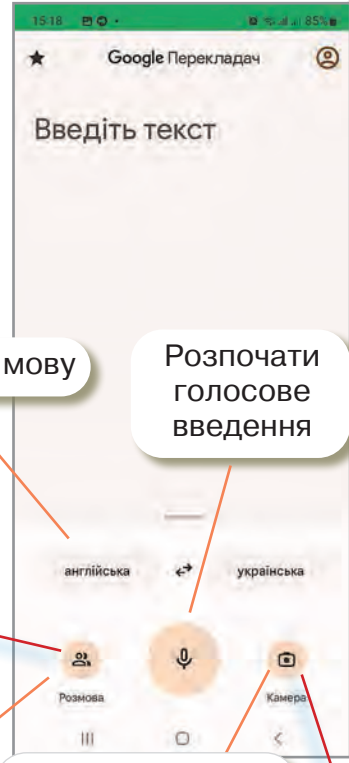 15:18 85%
Google Перекладач
Введіть текст
мову
Розпочати
голосове
введення
англійська українська
Розмова Камера